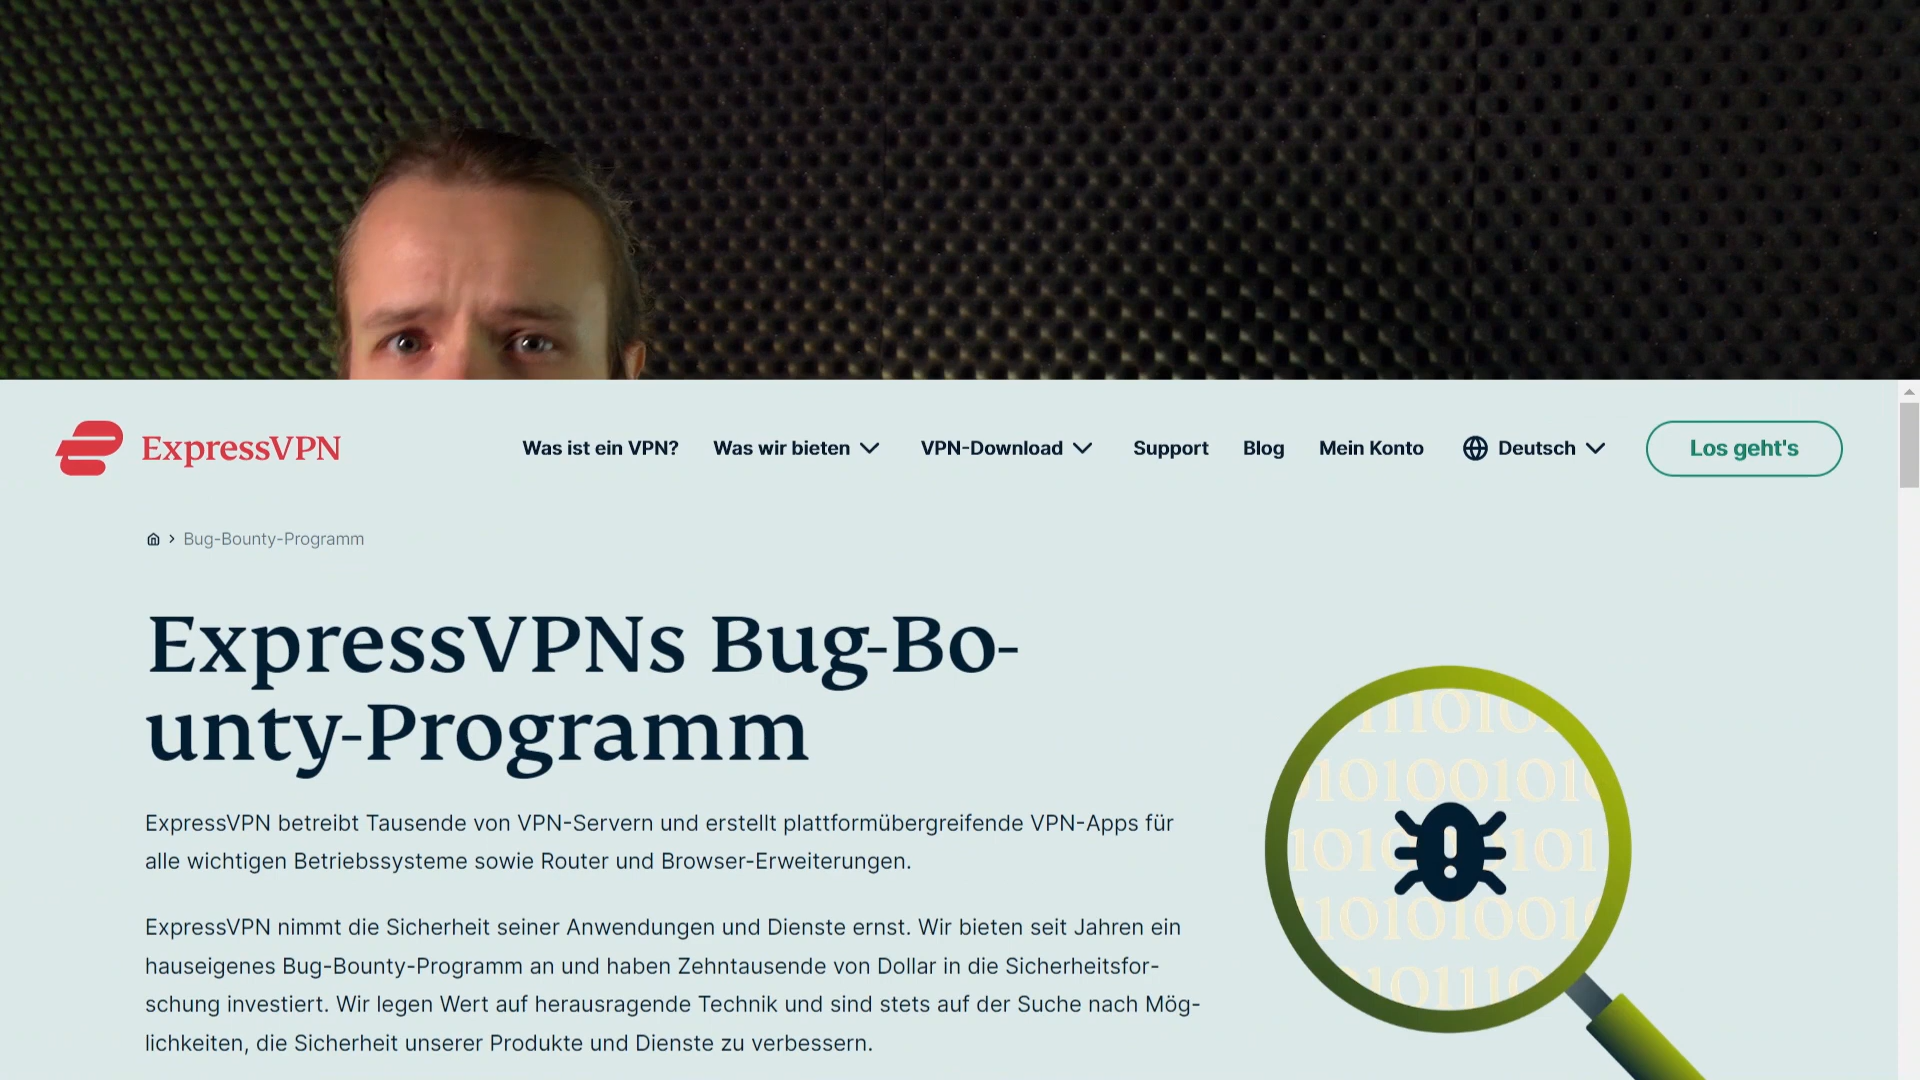 ExpressVPN
Was ist ein VPN? Was wir bieten VPN-Download Support Blog Mein Konto Deutsch Los geht's
Bug-Bounty-Programm
ExpressVPNs Bug-Bo-
unty-Programm
ExpressVPN betreibt Tausende von VPN-Servern und erstellt plattformübergreifende VPN-Apps für
alle wichtigen Betriebssysteme sowie Router und Browser-Erweiterungen.
ExpressVPN nimmt die Sicherheit seiner Anwendungen und Dienste ernst. Wir bieten seit Jahren ein
hauseigenes Bug-Bounty-Programm an und haben Zehntausende von Dollar in die Sicherheitsfor-
schung investiert. Wir legen Wert auf herausragende Technik und sind stets auf der Suche nach Mög-
lichkeiten, die Sicherheit unserer Produkte und Dienste zu verbessern.